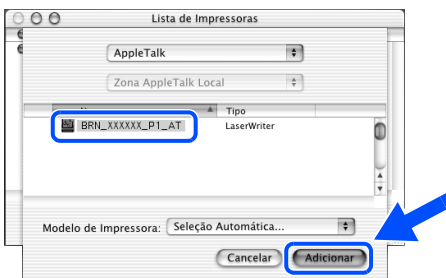 Lista de Impressoras
AppleTalk
Zona AppleTalk Local
Tipo
BRN_XXXXXX_P1_AT LaserWriter
Modelo de Impressora: Seleção Automática...
Cancelar Adicionar